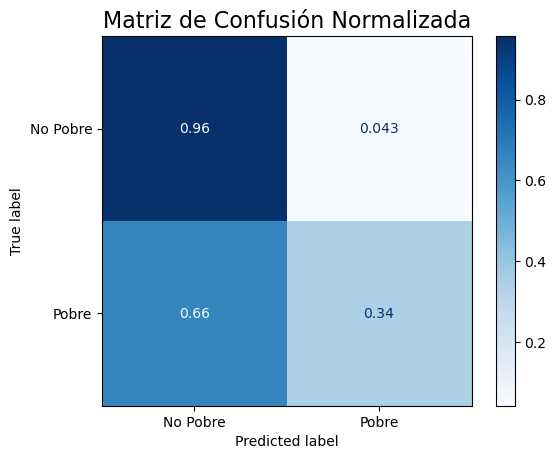 Matriz de Confusión Normalizada
True label
No Pobre
0.96
0.043
Pobre
0.66
0.34
No Pobre
Pobre
Predicted label
0.8
0.6
0.4
0.2